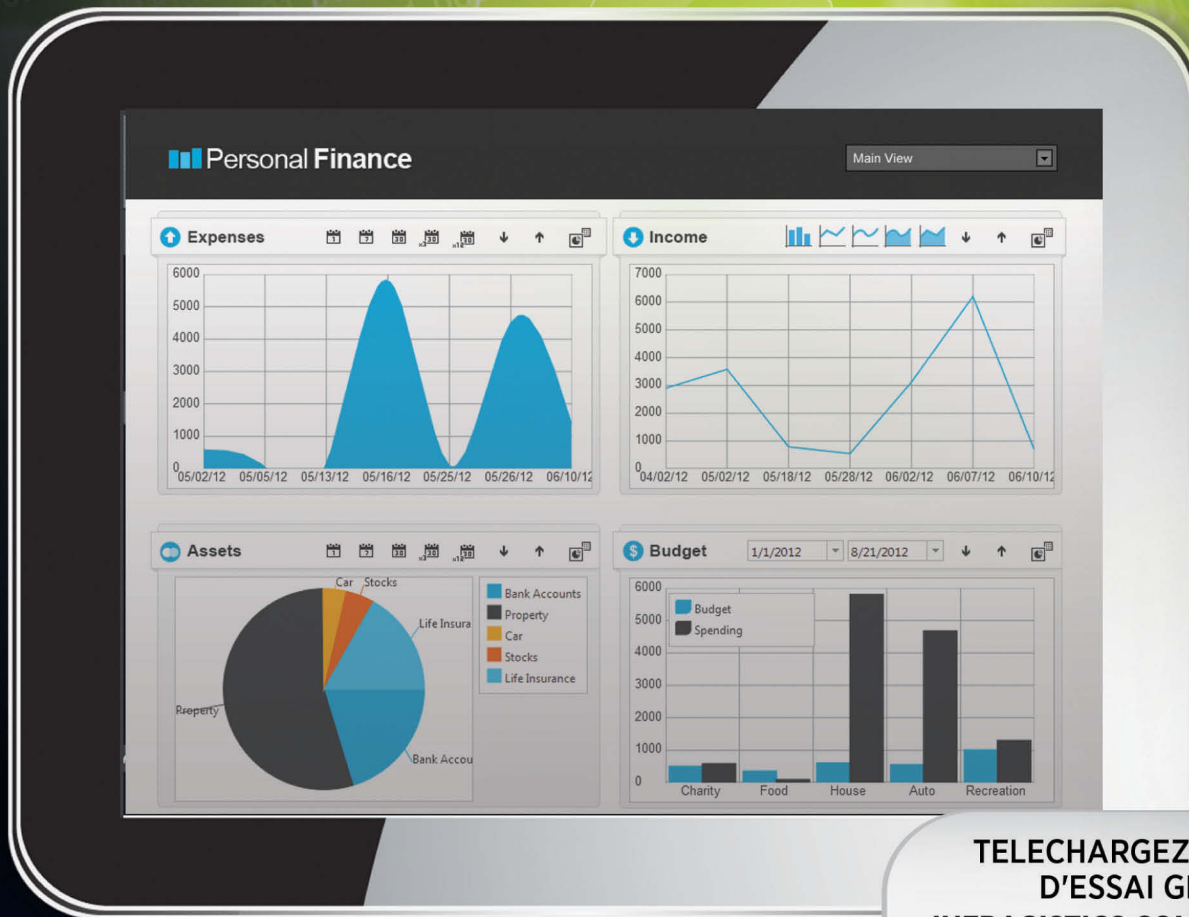 Personal Finance
Main View
Expenses
6000
5000
4000
3000
2000
1000
0
05/02/12 05/05/12 05/13/12 05/16/12 05/25/12 05/26/12 06/10/12
Income
7000
6000
5000
4000
3000
2000
1000
0
04/02/12 05/02/12 05/18/12 05/28/12 06/02/12 06/07/12 06/10/12
Assets
Car Stocks
Life Insura
Property
Bank Accou
Bank Accounts
Property
Car
Stocks
Life Insurance
Budget
1/1/2012 8/21/2012
6000
5000
4000
3000
2000
1000
0
Budget
Spending
Charity Food House Auto Recreation
TELECHARGEZ
D'ESSAI